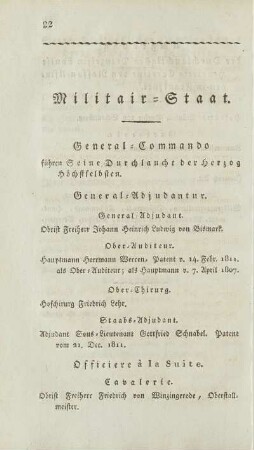 22
Militair=Staat.
General=Commando
führen Seine Durchlaucht der Herzog
Höchstselbsten.
General=Adjudantur.
General=Adjudant.
Obrist Freiherr Johann Heinrich Ludwig von Bismark.
Ober=Auditeur.
Hauptmann Herrmann Patent v. 14. Febr. 1811.
als Ober=Auditeur; als Hauptmann v. 7. April 1807.
Ober=Chirurg.
Hofchirurg Friedrich Lehr.
Staabs=Adjudant.
Adjudant Sous=Lieutenant Gottfried Schnabel. Patent
vom 21. Dec. 1811.
Officiere à la Suite.
Cavalerie.
Obrist Freiherr Friedrich von Winzingerode, Oberstall=
meister.